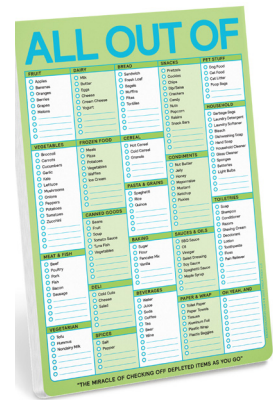 ALL OUT OF
FRUIT
Apples
Bananas
Oranges
Berries
Grapes
Melons
DAIRY
Milk
Butter
Eggs
Cheese
Cream Cheese
Yogurt
BREAD
Sandwich
Fresh Loaf
Bagels
Muffins
Pitas
Tortillas
SNACKS
Pretzels
Cookies
Chips
Dip/Salsa
Crackers
Candy
Nuts
Popcorn
Raisins
Snack Bars
PET STUFF
Dog Food
Cat Food
Cat Litter
Poop Bags
HOUSEHOLD
Garbage Bags
Laundry Detergent
Laundry Softener
Bleach
Dishwashing Soap
Hand Soap
Household Cleaner
Glass Cleaner
Sponges
Batteries
Light Bulbs
VEGETABLES
Broccoli
Carrots
Cucumbers
Garlic
Kale
Lettuce
Mushrooms
Onions
Peppers
Potatoes
Tomatoes
Zucchini
FROZEN FOOD
Meals
Pizza
Potatoes
Vegetables
Waffles
Ice Cream
CEREAL
Hot Cereal
Cold Cereal
Granola
CONDIMENTS
Nut Butter
Jelly
Honey
Mayonnaise
Mustard
Ketchup
Pickles
PASTA & GRAINS
Spaghetti
Rice
Quinoa
CANNED GOODS
Beans
Fruit
Soup
Tomato Sauce
Tuna Fish
Vegetables
TOILETRIES
Soap
Shampoo
Conditioner
Razors
Shaving Cream
Deodorant
Lotion
Toothpaste
Floss
Pain Reliever
MEAT & FISH
Beef
Poultry
Pork
Fish
Bacon
Sausage
BAKING
Sugar
Flour
Pancake Mix
Vanilla
SAUCES & OILS
BBQ Sauce
Oil
Vinegar
Salad Dressing
Soy Sauce
Spaghetti Sauce
Maple Syrup
DELI
Cold Cuts
Cheese
Salad
BEVERAGES
Water
Juice
Soda
Coffee
Tea
Beer
Wine
PAPER & WRAP
Toilet Paper
Paper Towels
Tissues
Aluminum Foil
Plastic Wrap
Plastic Baggies
OH YEAH, AND
VEGETARIAN
Tofu
Hummus
Nondairy Milk
SPICES
Salt
Pepper
"THE MIRACLE OF CHECKING OFF DEPLETED ITEMS AS YOU GO"